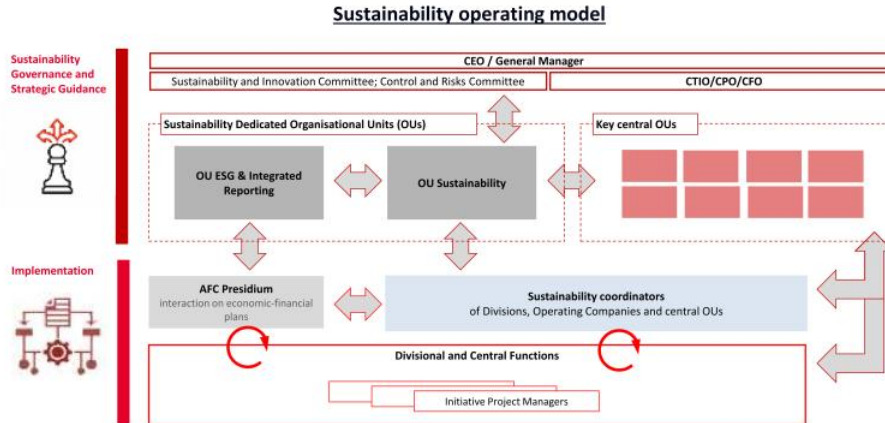 Sustainability operating model
Sustainability
Governance and
Strategic Guidance
CEO / General Manager
Sustainability and Innovation Committee; Control and Risks Committee
CTIO/CPO/CFO
Sustainability Dedicated Organisational Units (OUs)
Key central OUs
OU ESG & Integrated
Reporting
OU Sustainability
Implementation
AFC Presidium
interaction on economic-financial
plans
Sustainability coordinators
of Divisions, Operating Companies and central OUs
Divisional and Central Functions
Initiative Project Managers